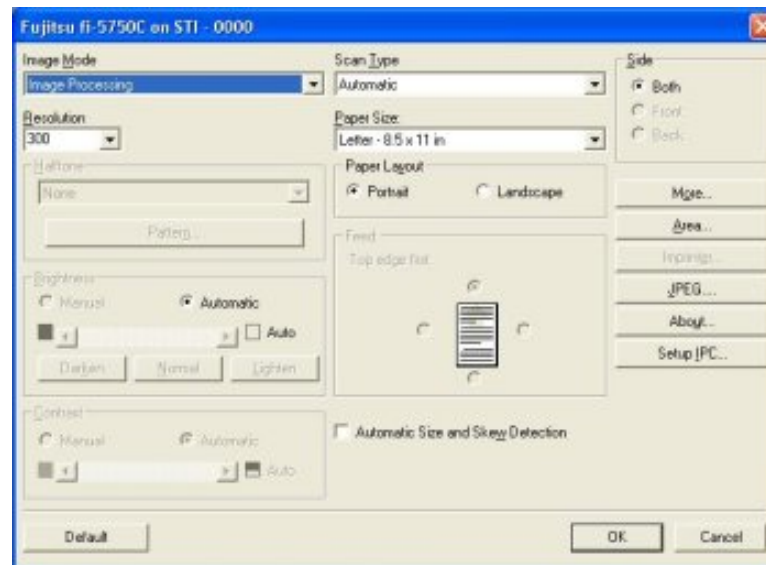 Fujitsu fi-5750C on STI - 0000
Image Mode
Image Processing
Resolution
300
Halftone
None
Pattern...
Brightness
Manual
Automatic
Auto
Darken
Normal
Lighten
Contrast
Manual
Automatic
Auto
Scan Type
Automatic
Paper Size:
Letter - 8.5 x 11 in
Paper Layout
Portrait
Landscape
Feed
Top edge first
Automatic Size and Skew Detection
Side
Both
Front
Back
More...
Area...
JPEG....
About...
Setup IPC...
Default
OK
Cancel